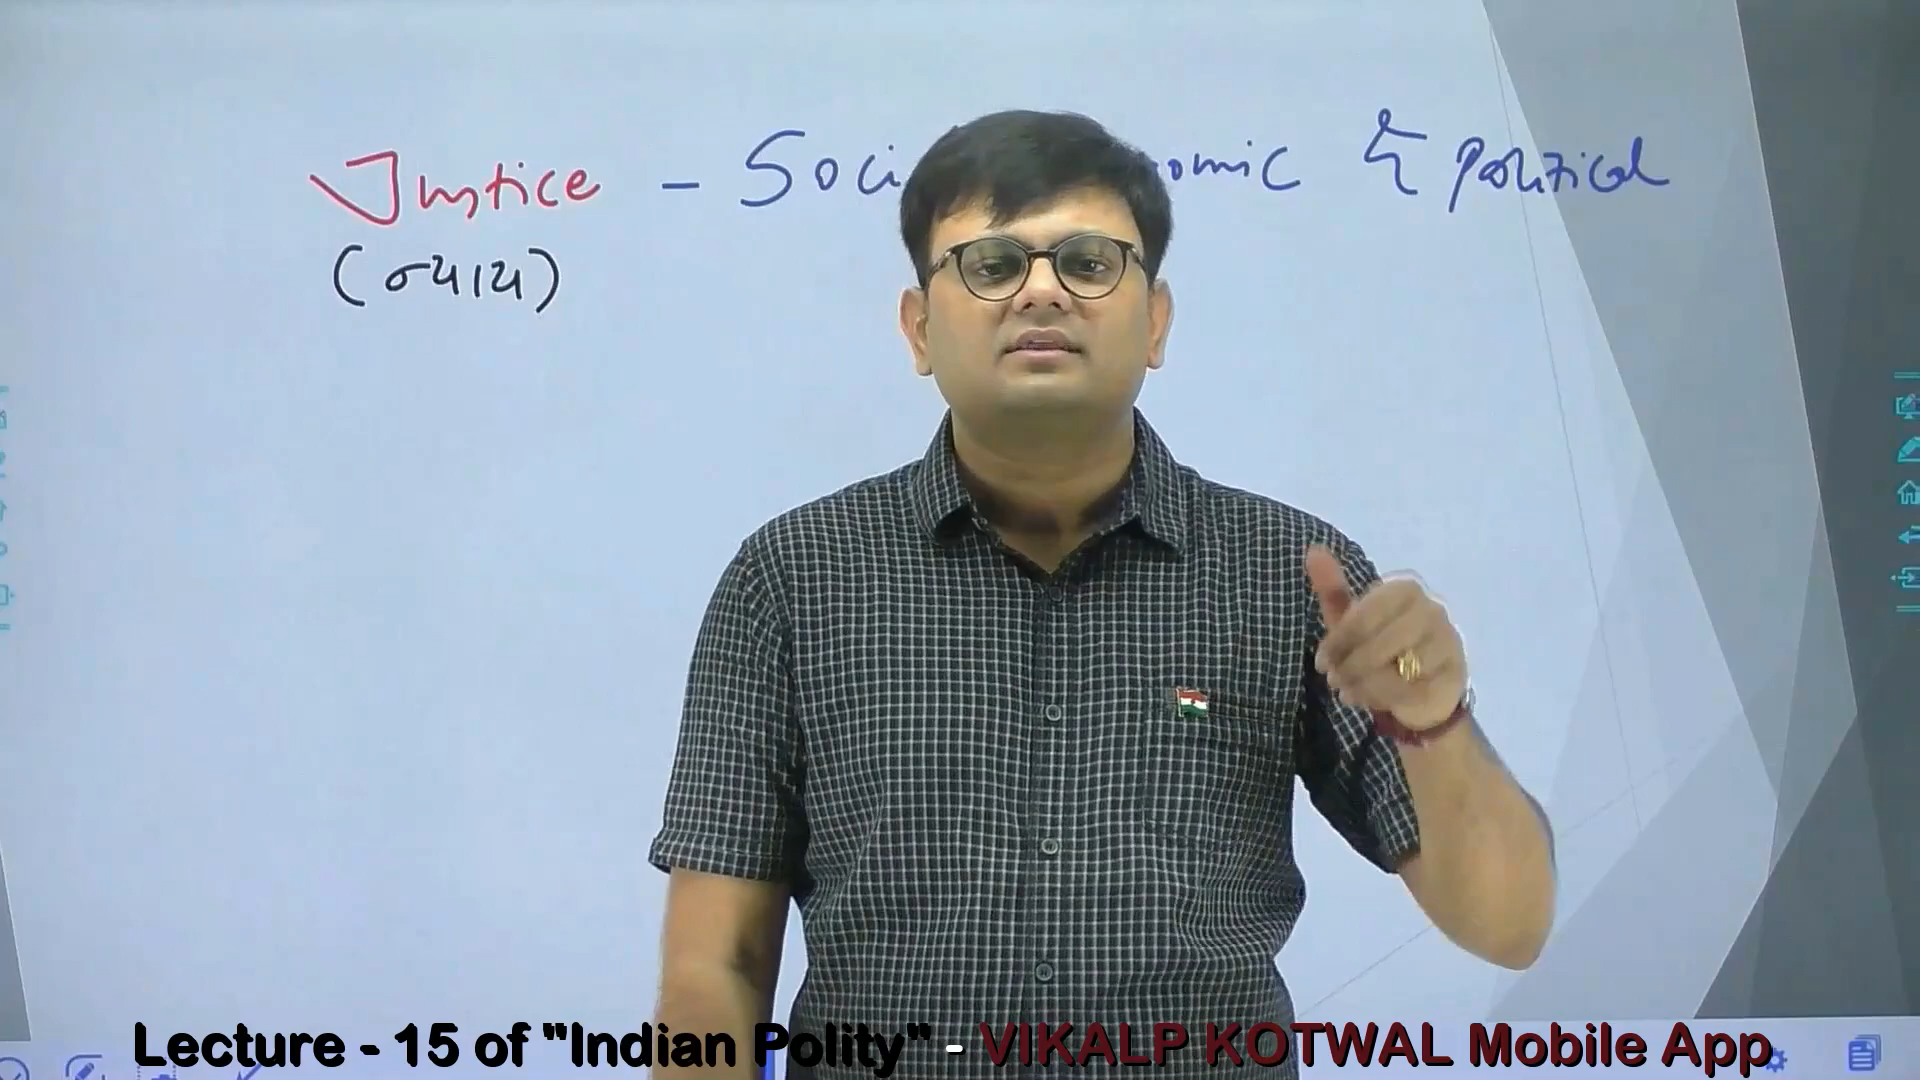 Justice - Soci omic & Political
(न्याय)
Lecture - 15 of "Indian Polity" - VIKALP KOTWAL Mobile App